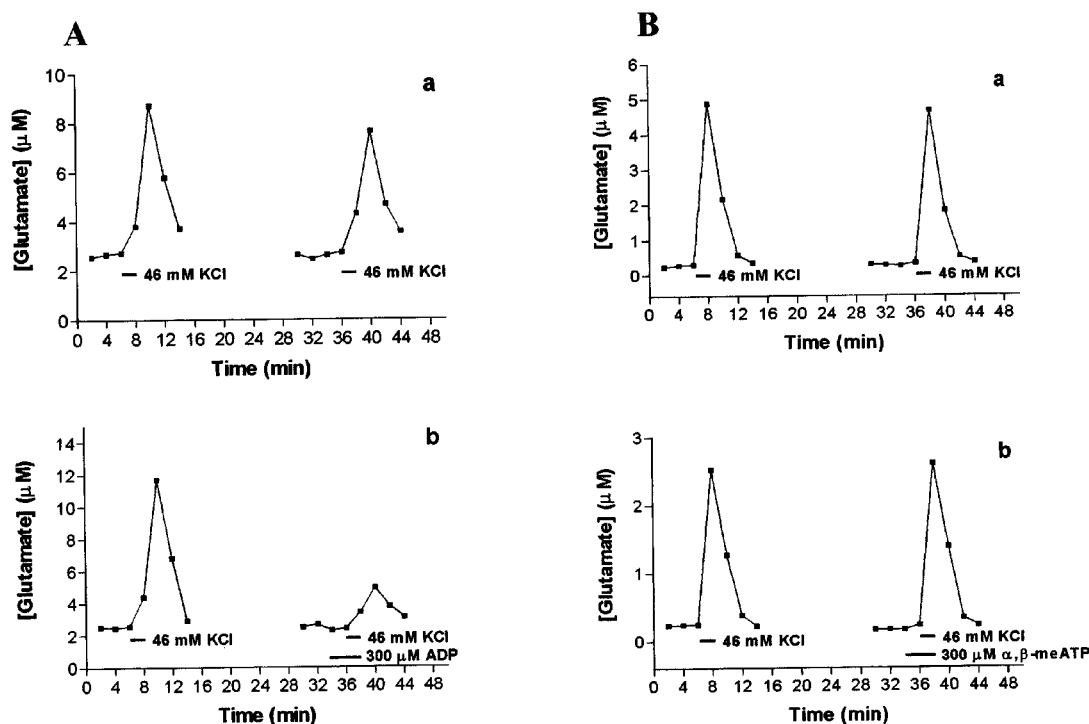 A
a
[Glutamate] (μM)
10
8
6
4
2
0
46 mM KCl
46 mM KCl
0 4 8 12 16 20 24 28 32 36 40 44 48
Time (min)
b
[Glutamate] (μM)
14
12
10
8
6
4
2
0
46 mM KCl
46 mM KCl
300 μM ADP
0 4 8 12 16 20 24 28 32 36 40 44 48
Time (min)
B
a
[Glutamate] (μM)
6
5
4
3
2
1
0
46 mM KCl
46 mM KCl
0 4 8 12 16 20 24 28 32 36 40 44 48
Time (min)
b
[Glutamate] (μM)
3
2
1
0
46 mM KCl
46 mM KCl
300 μM α,β-meATP
0 4 8 12 16 20 24 28 32 36 40 44 48
Time (min)